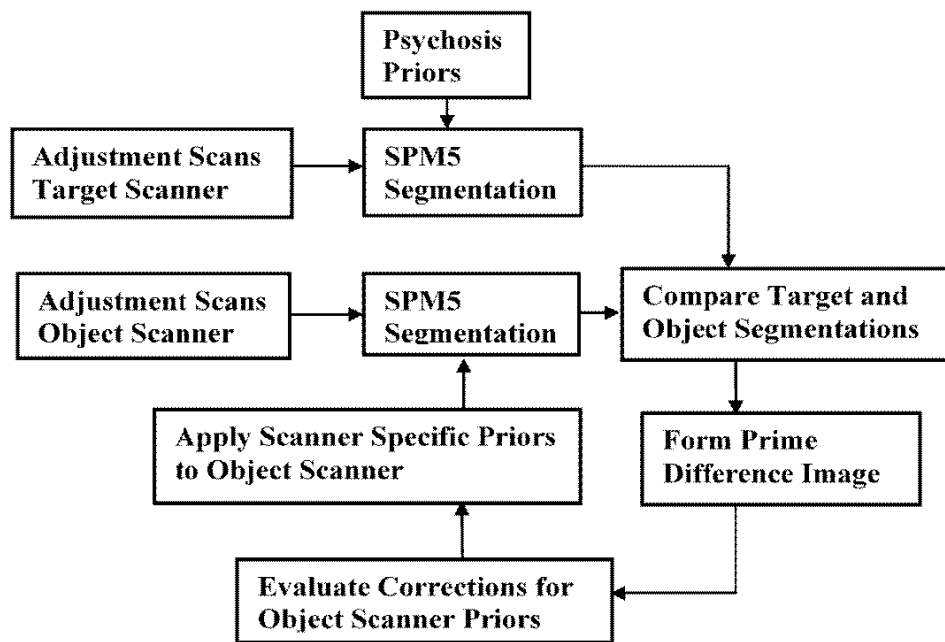 Psychosis
Priors
Adjustment Scans
Target Scanner
SPM5
Segmentation
Adjustment Scans
Object Scanner
SPM5
Segmentation
Compare Target and
Object Segmentations
Apply Scanner Specific Priors
to Object Scanner
Form Prime
Difference Image
Evaluate Corrections for
Object Scanner Priors